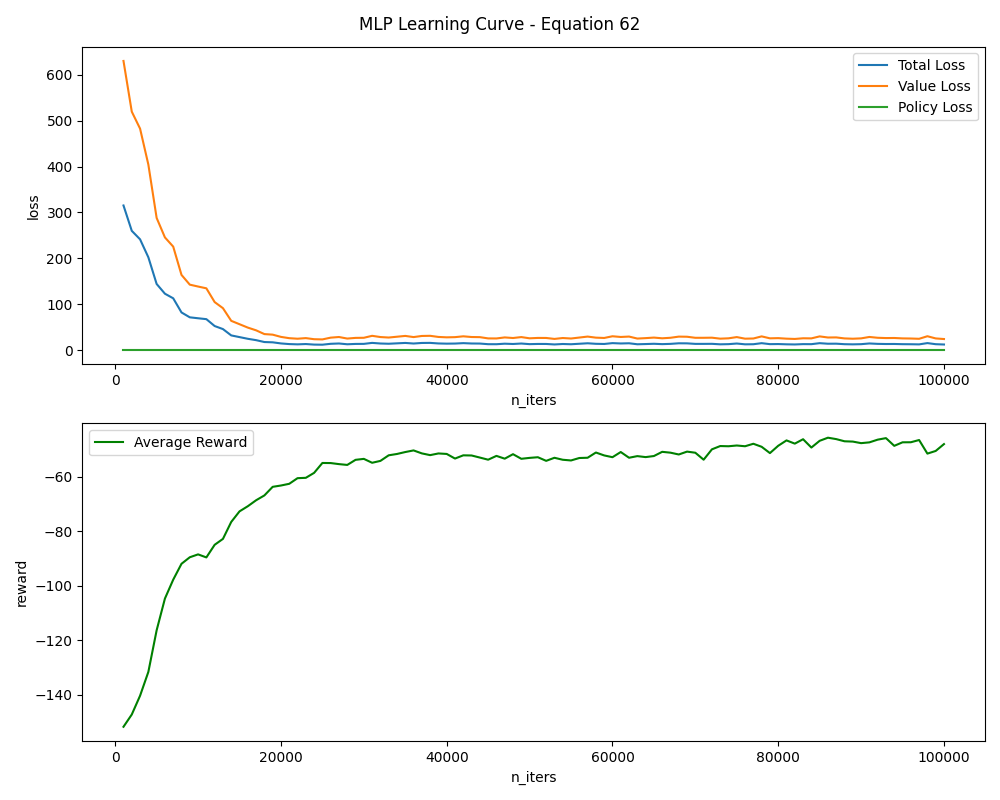 MLP Learning Curve - Equation 62
600
500
400
300
200
100
0
loss
Total Loss
Value Loss
Policy Loss
0 20000 40000 60000 80000 100000
n_iters
−60
−80
−100
−120
−140
reward
Average Reward
0 20000 40000 60000 80000 100000
n_iters